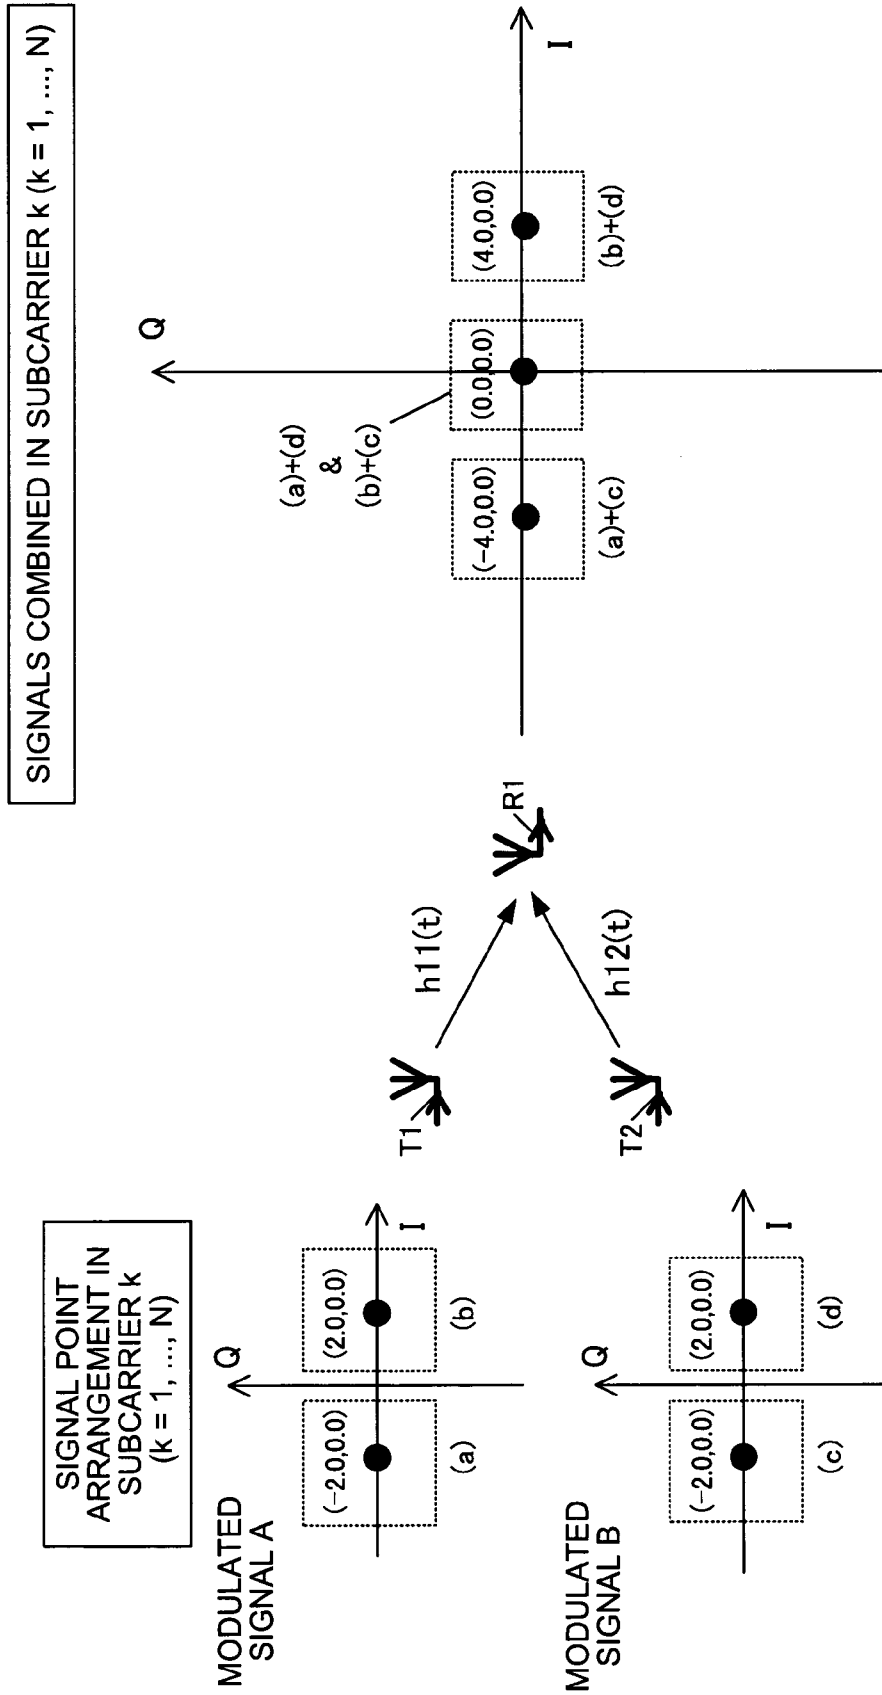 SIGNAL POINT
ARRANGEMENT IN
SUBCARRIER k
(k = 1, ..., N)
MODULATED
SIGNAL A
Q
I
(−2.0,0.0)
(2.0,0.0)
(a)
(b)
MODULATED
SIGNAL B
Q
I
(−2.0,0.0)
(2.0,0.0)
(c)
(d)
T1
T2
h11(t)
h12(t)
R1
SIGNALS COMBINED IN SUBCARRIER k (k = 1, ..., N)
Q
I
(a)+(d)
&
(b)+(c)
(−4.0,0.0)
(0.0,0.0)
(4.0,0.0)
(a)+(c)
(b)+(d)